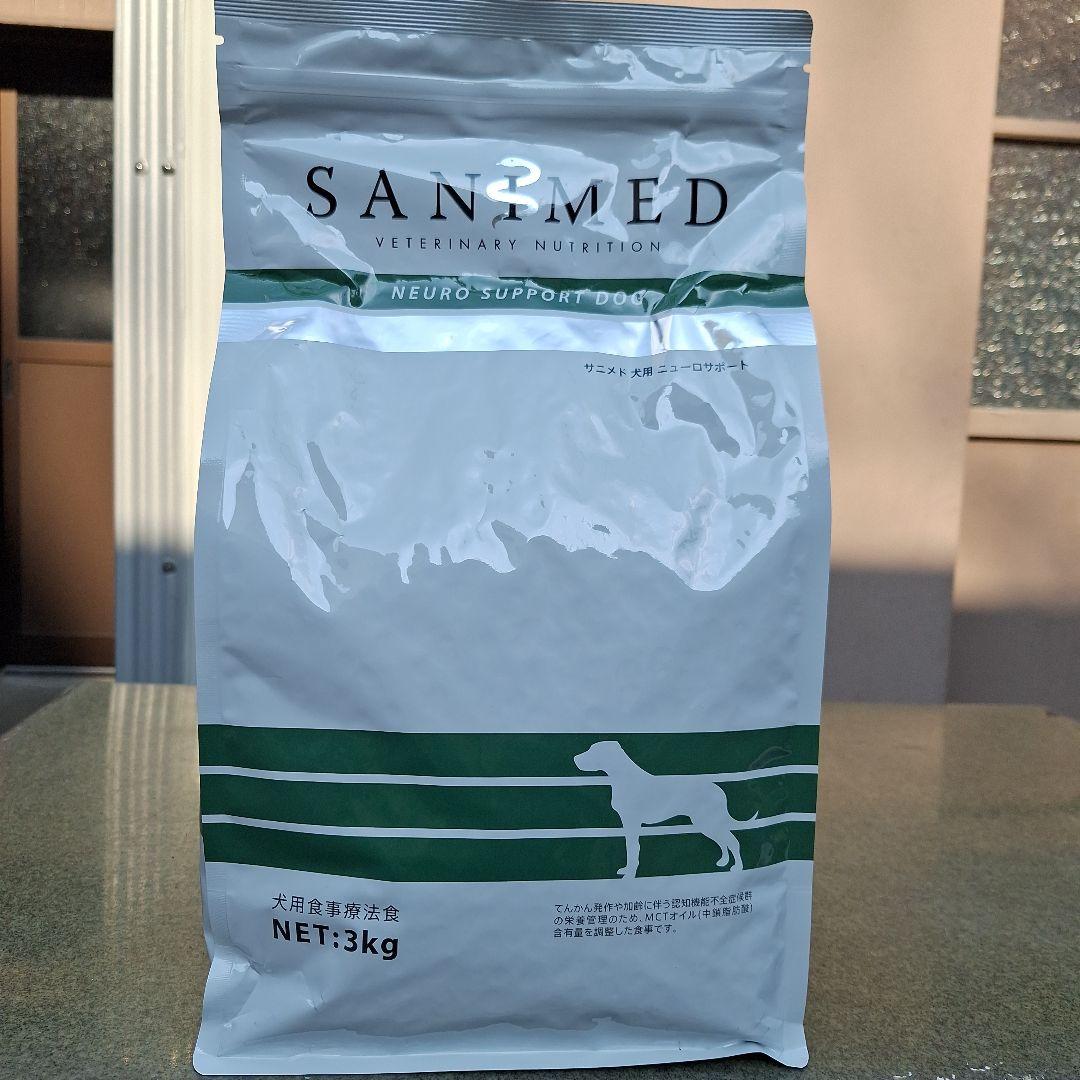 SANIMED
VETERINARY NUTRITION
NEURO SUPPORT DOG
サニメド 犬用 ニューロサポート
犬用食事療法食
NET:3kg
てんかん発作や加齢に伴う認知機能不全症候群
の栄養管理のため、MCTオイル(中鎖脂肪酸)
含有量を調整した食事です。